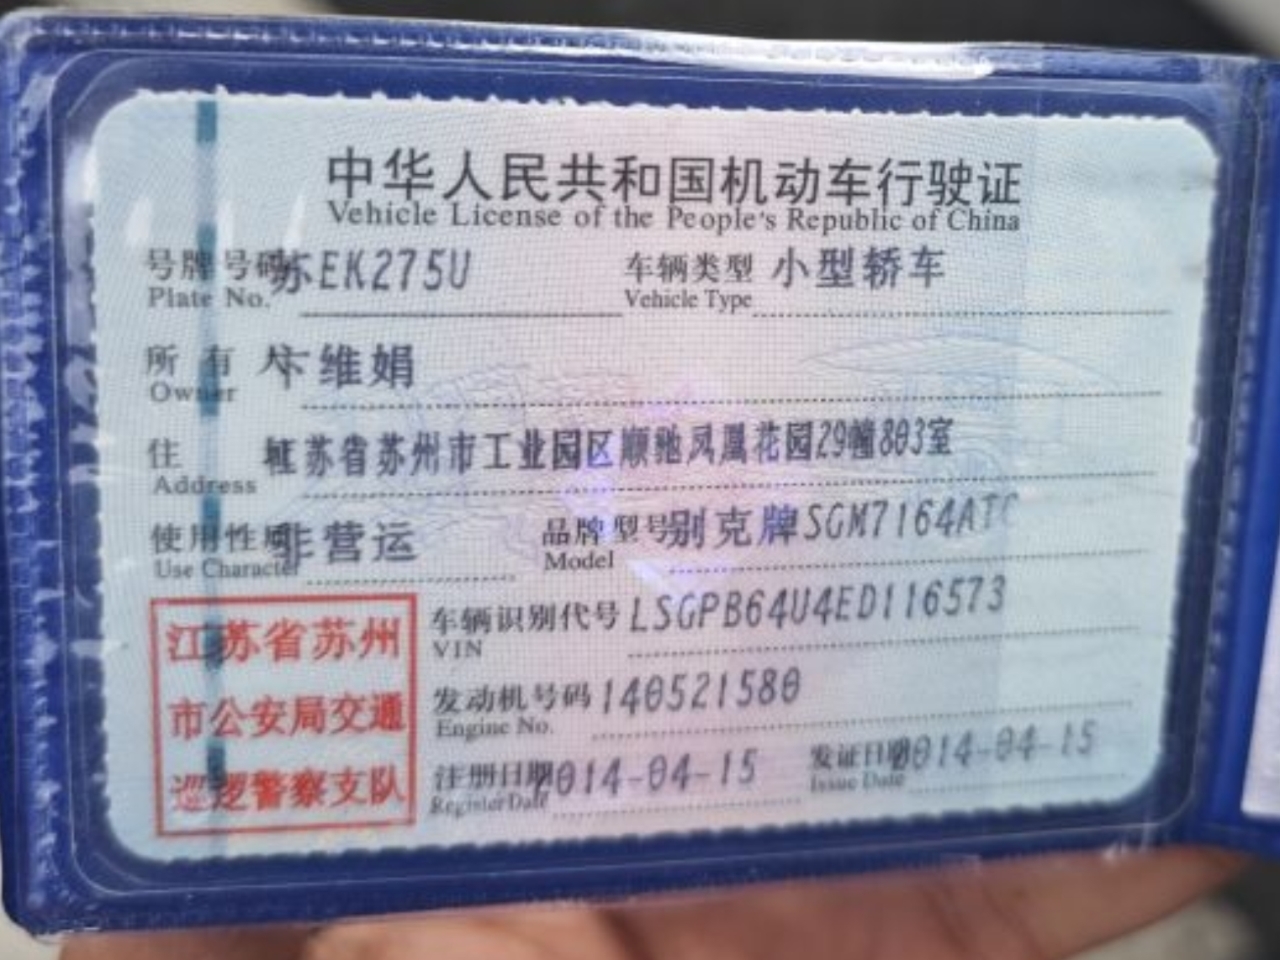 中华人民共和国机动车行驶证
Vehicle License of the People's Republic of China
号牌号码 苏EK275U 车辆类型 小型轿车
Plate No. Vehicle Type
所有人 卞维娟
Owner
住址 江苏省苏州市工业园区顺驰凤凰花园29幢803室
Address
使用性质 非营运 品牌型号 别克牌SGM7164ATC
Use Character Model
江苏省苏州
市公安局交通
巡逻警察支队
车辆识别代号 LSGPB64U4ED116573
VIN
发动机号码 140521580
Engine No.
注册日期 2014-04-15 发证日期 2014-04-15
Register Date Issue Date